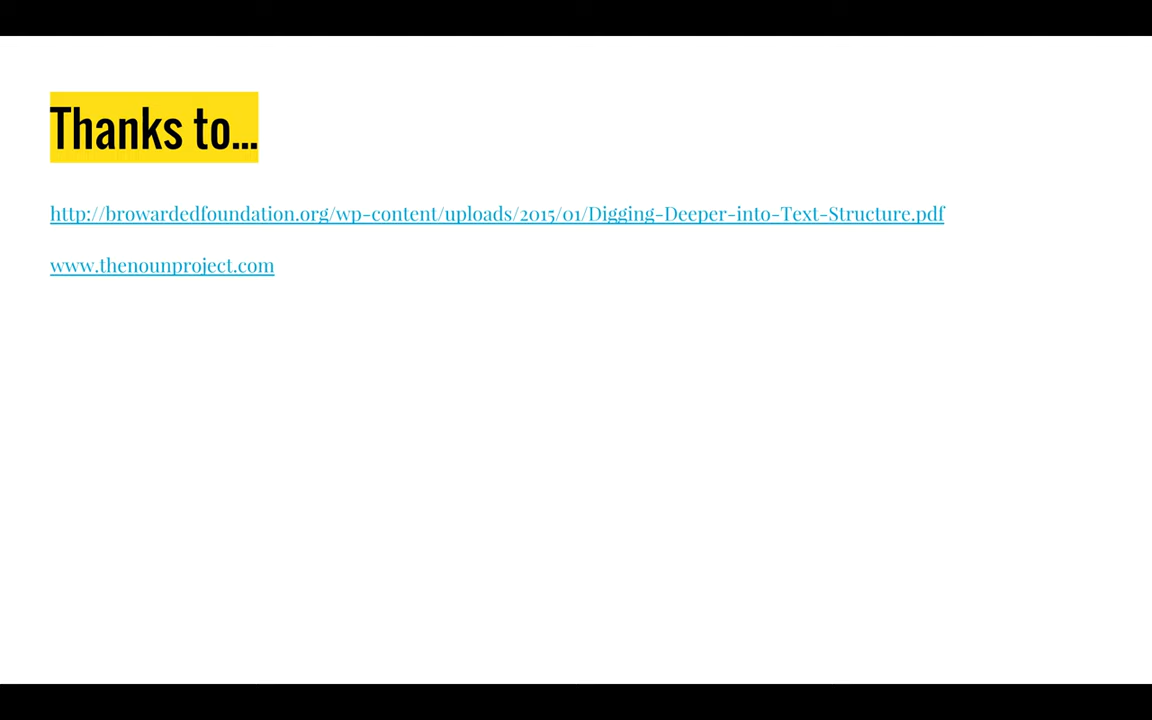 Thanks to...
http://browardedfoundation.org/wp-content/uploads/2015/01/Digging-Deeper-into-Text-Structure.pdf
www.thenounproject.com